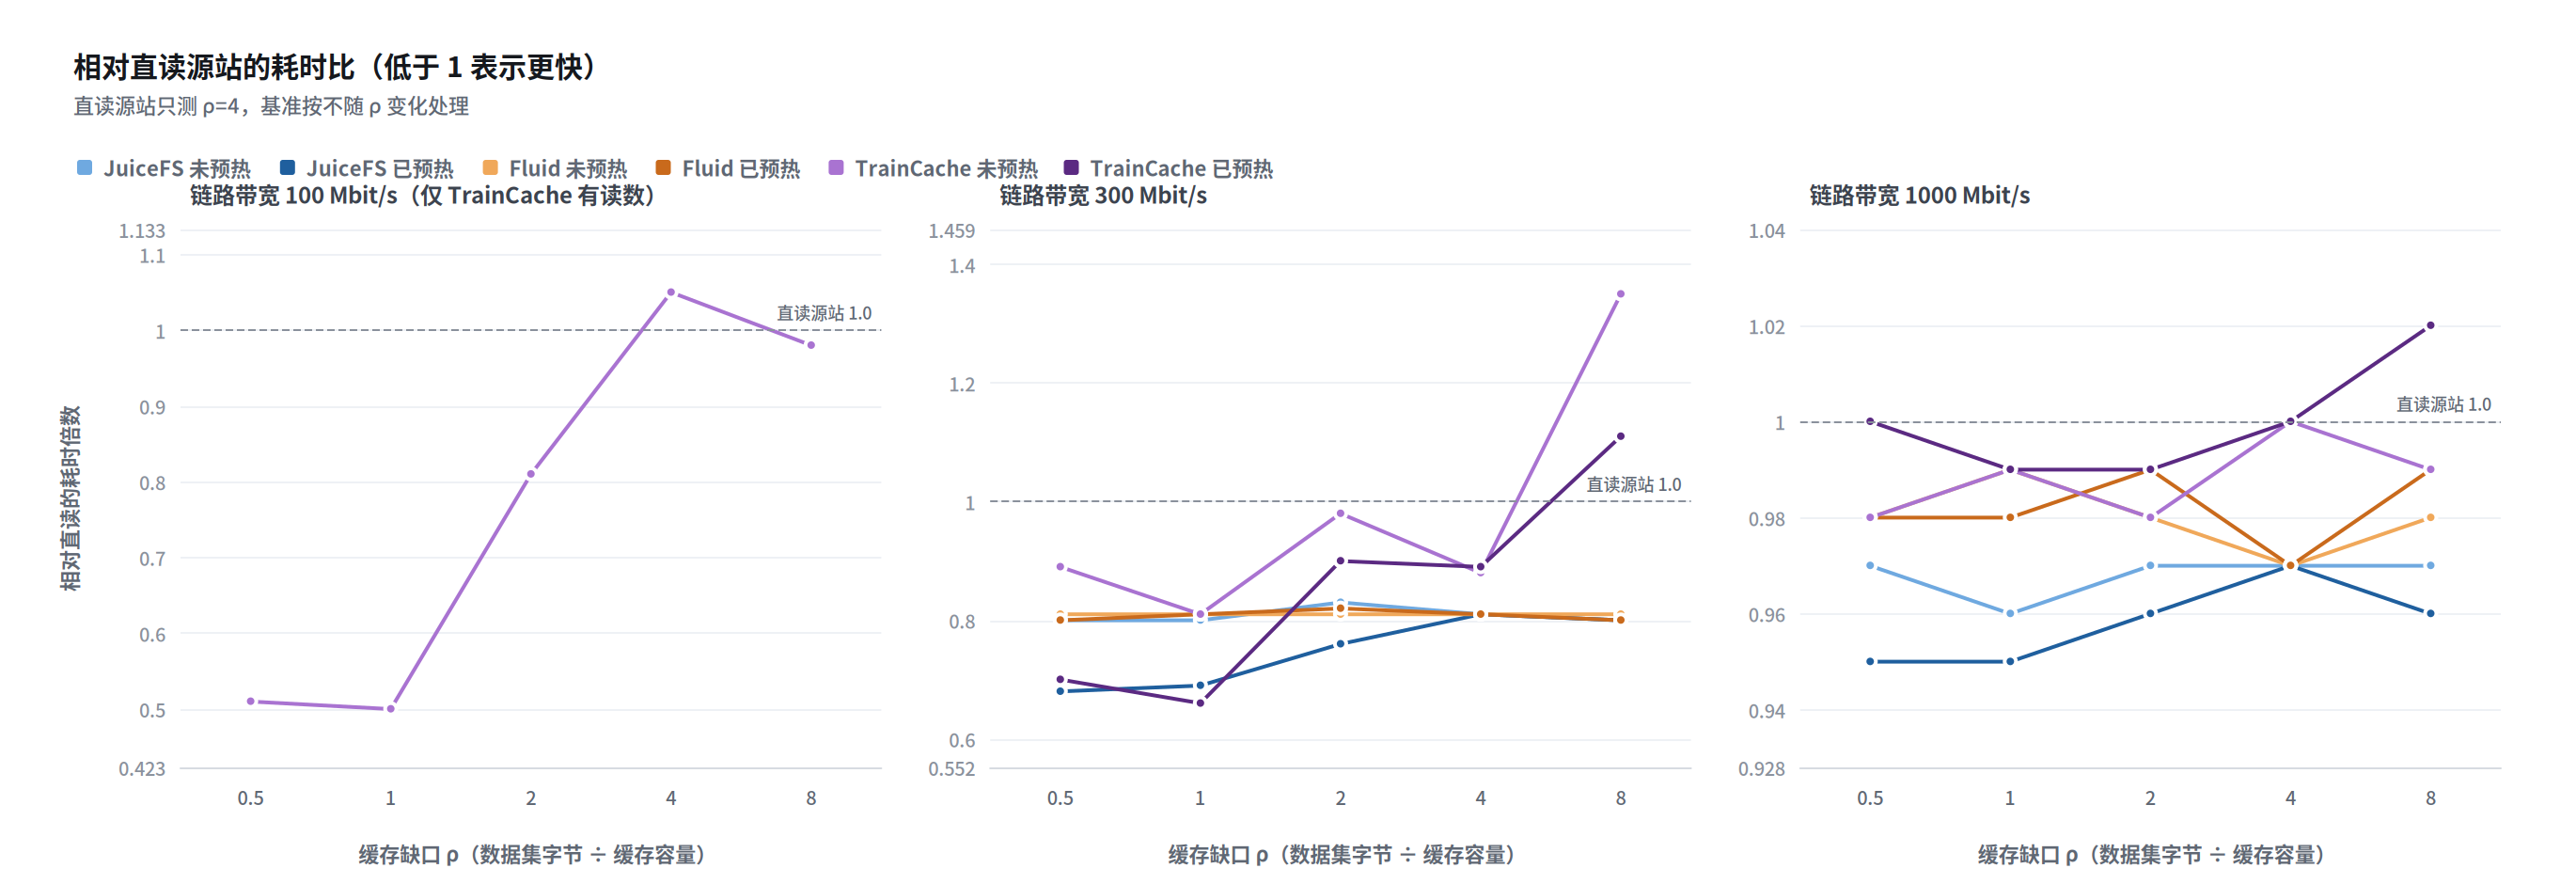 相对直读源站的耗时比（低于 1 表示更快）
直读源站只测 ρ=4，基准按不随 ρ 变化处理
JuiceFS 未预热 JuiceFS 已预热 Fluid 未预热 Fluid 已预热 TrainCache 未预热 TrainCache 已预热
链路带宽 100 Mbit/s（仅 TrainCache 有读数）
1.133
1.1
1
0.9
0.8
0.7
0.6
0.5
0.423
直读源站 1.0
相对直读的耗时倍数
0.5 1 2 4 8
缓存缺口 ρ（数据集字节 ÷ 缓存容量）
链路带宽 300 Mbit/s
1.459
1.4
1.2
1
0.8
0.6
0.552
直读源站 1.0
0.5 1 2 4 8
缓存缺口 ρ（数据集字节 ÷ 缓存容量）
链路带宽 1000 Mbit/s
1.04
1.02
1
0.98
0.96
0.94
0.928
直读源站 1.0
0.5 1 2 4 8
缓存缺口 ρ（数据集字节 ÷ 缓存容量）